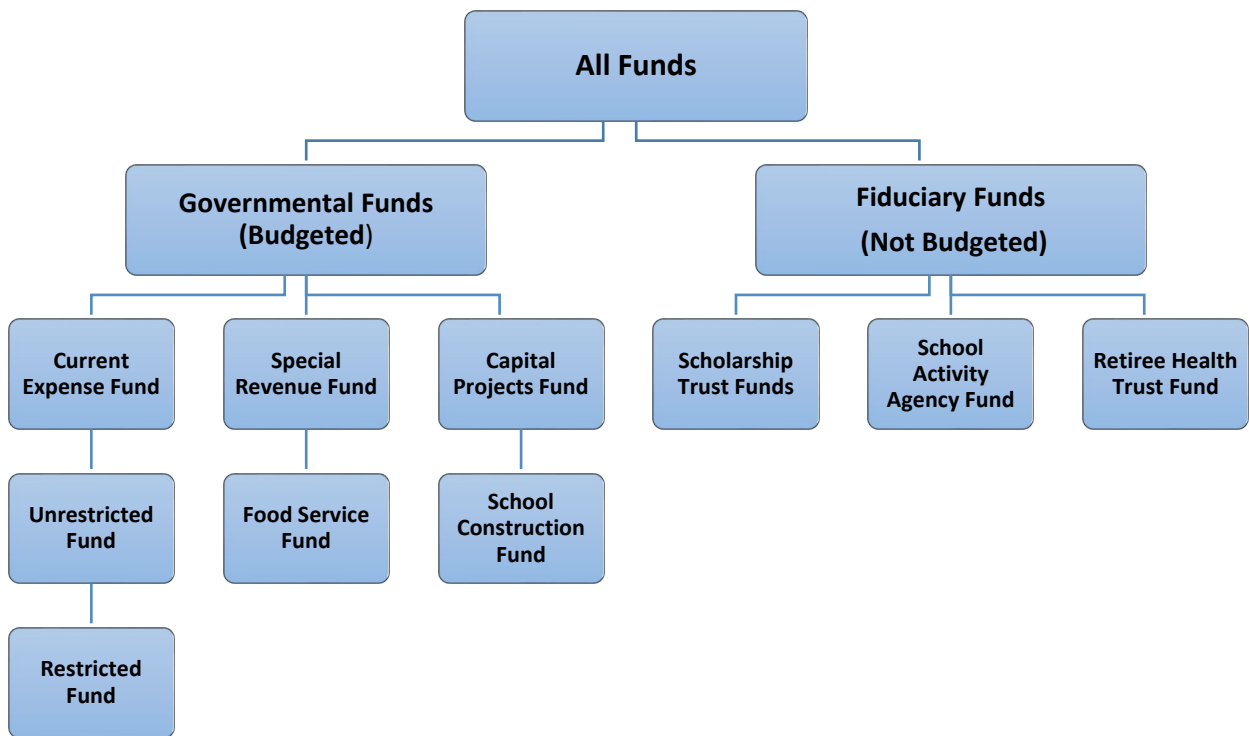 All Funds
Governmental Funds
(Budgeted)
Fiduciary Funds
(Not Budgeted)
Current
Expense Fund
Special
Revenue Fund
Capital
Projects Fund
Scholarship
Trust Funds
School
Activity
Agency Fund
Retiree Health
Trust Fund
Unrestricted
Fund
Food Service
Fund
School
Construction
Fund
Restricted
Fund